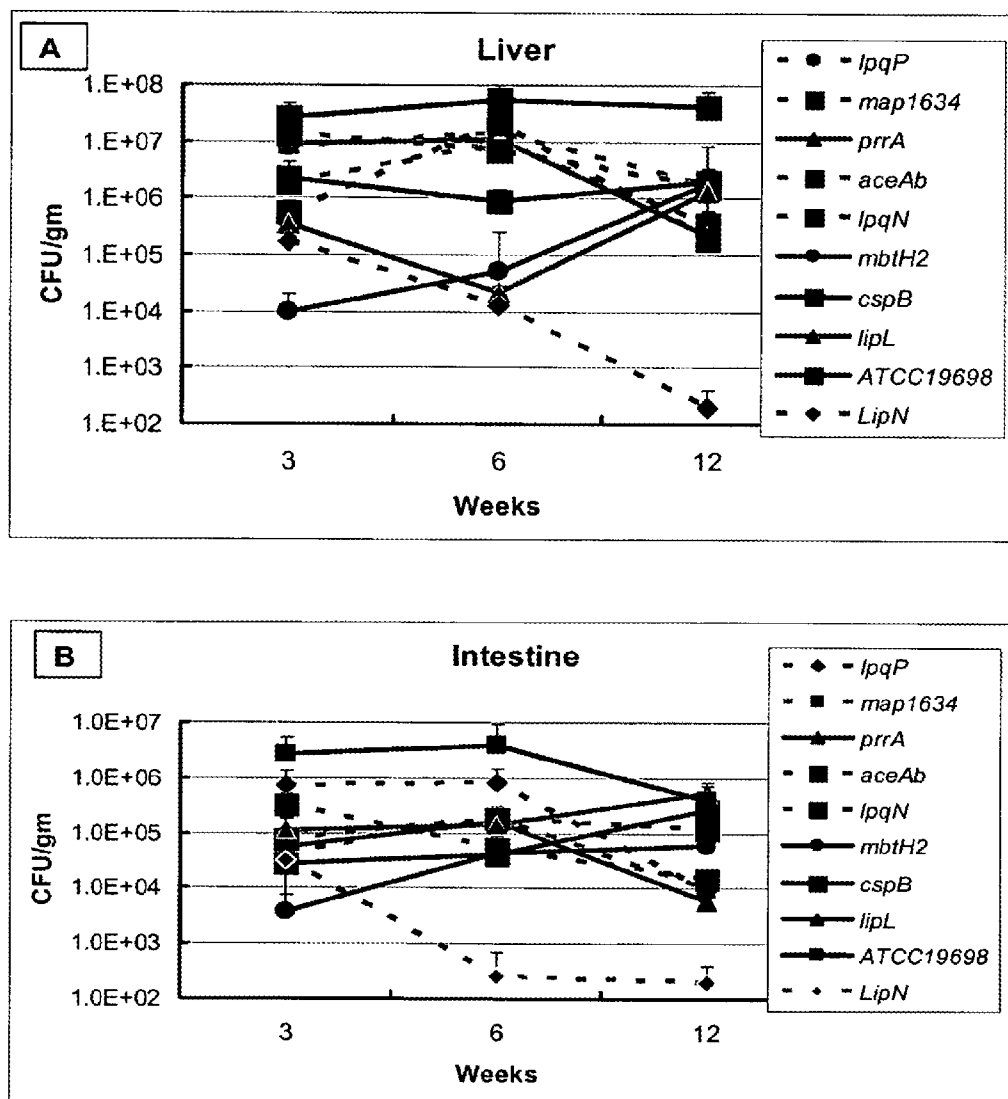 A
Liver
1.E+08
1.E+07
1.E+06
1.E+05
1.E+04
1.E+03
1.E+02
CFU/gm
3 6 12
Weeks
lpqP
map1634
prrA
aceAb
lpqN
mbtH2
cspB
lipL
ATCC19698
LipN
B
Intestine
1.0E+07
1.0E+06
1.0E+05
1.0E+04
1.0E+03
1.0E+02
CFU/gm
3 6 12
Weeks
lpqP
map1634
prrA
aceAb
lpqN
mbtH2
cspB
lipL
ATCC19698
LipN